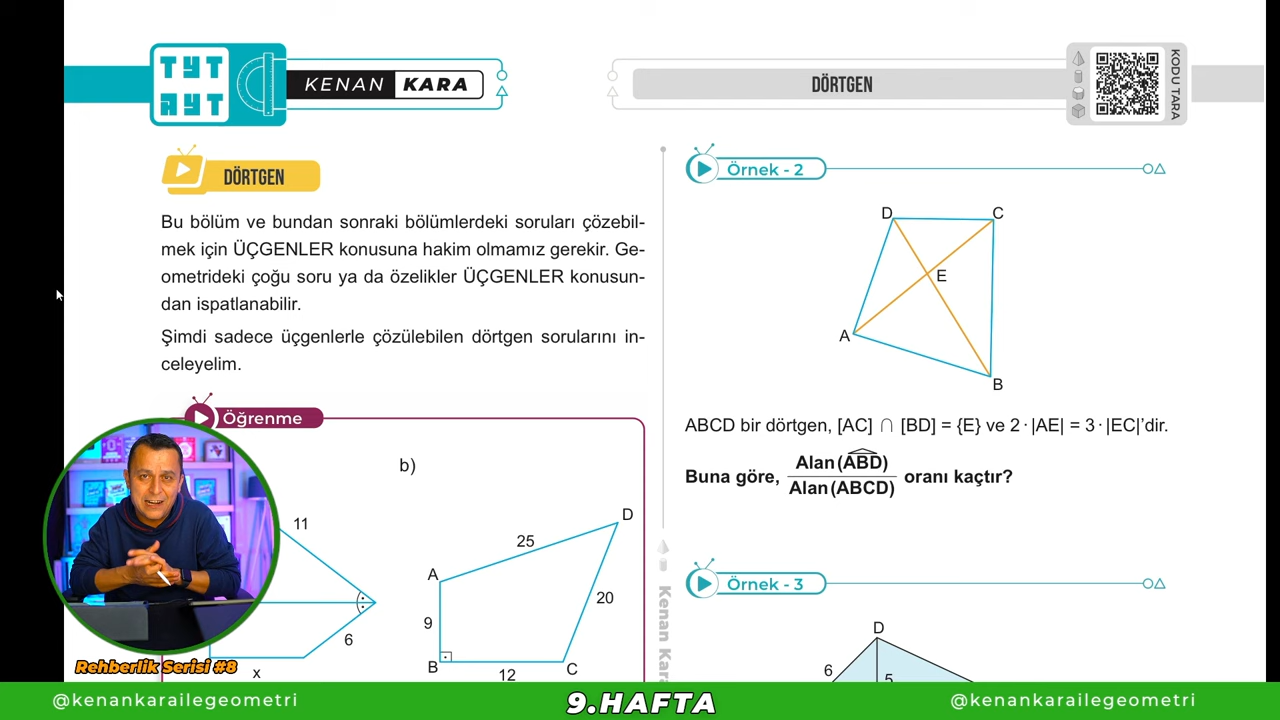 TYT
AYT
KENAN KARA
DÖRTGEN
KODU TARA
DÖRTGEN
Bu bölüm ve bundan sonraki bölümlerdeki soruları çözebil-
mek için ÜÇGENLER konusuna hakim olmamız gerekir. Ge-
ometrideki çoğu soru ya da özelikler ÜÇGENLER konusun-
dan ispatlanabilir.
Şimdi sadece üçgenlerle çözülebilen dörtgen sorularını in-
celeyelim.
Öğrenme
11
6
x
b)
D
25
A
20
9
B
12
C
Rehberlik Serisi #8
Örnek - 2
D
C
E
A
B
ABCD bir dörtgen, [AC] ∩ [BD] = {E} ve 2·|AE| = 3·|EC|'dir.
Buna göre, Alan(ABD) / Alan(ABCD) oranı kaçtır?
Örnek - 3
D
6
5
Kenan Kara
@kenankarailegeometri
9.HAFTA
@kenankarailegeometri